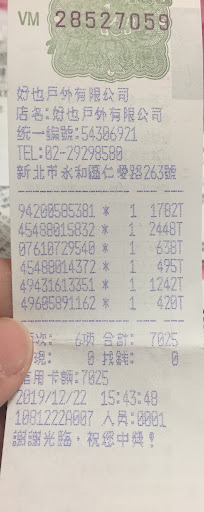 VM 28527059
好也戶外有限公司
店名:好也戶外有限公司
統一編號:54306921
TEL:02-29298580
新北市永和區仁愛路263號
94200585381 * 1 1782T
45488015832 * 1 2448T
07610729540 * 1 638T
45488014372 * 1 495T
49431613351 * 1 1242T
49605891162 * 1 420T
次: 6項 合計: 7025
現: 0 找錢: 0
信用卡額:7025
2019/12/22 15:43:48
1081222A007 人員:0001
謝謝光臨,祝您中獎!